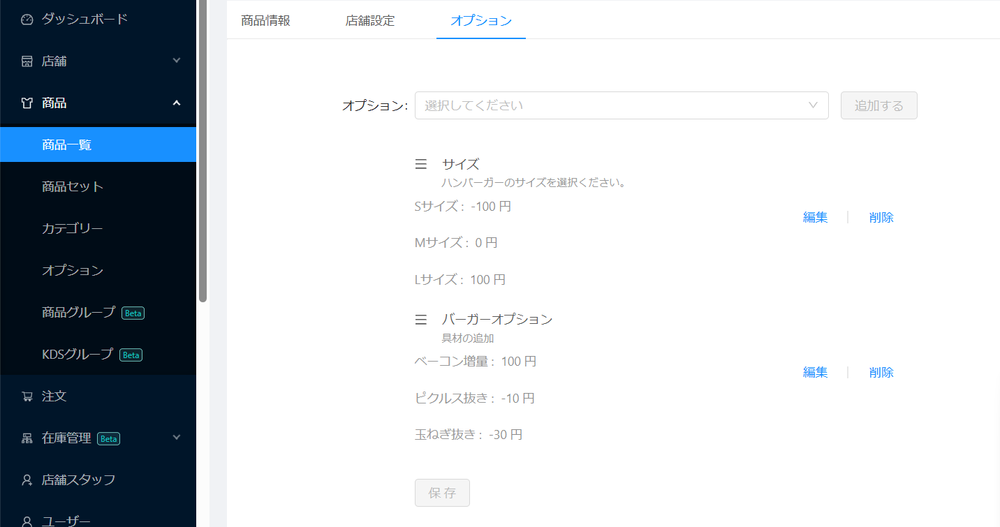 ダッシュボード
店舗
商品
商品一覧
商品セット
カテゴリー
オプション
商品グループ Beta
KDSグループ Beta
注文
在庫管理 Beta
店舗スタッフ
ユーザー
商品情報 店舗設定 オプション
オプション: 選択してください 追加する
サイズ
ハンバーガーのサイズを選択ください。
Sサイズ : -100 円
編集 削除
Mサイズ : 0 円
Lサイズ : 100 円
バーガーオプション
具材の追加
ベーコン増量 : 100 円
編集 削除
ピクルス抜き : -10 円
玉ねぎ抜き : -30 円
保 存